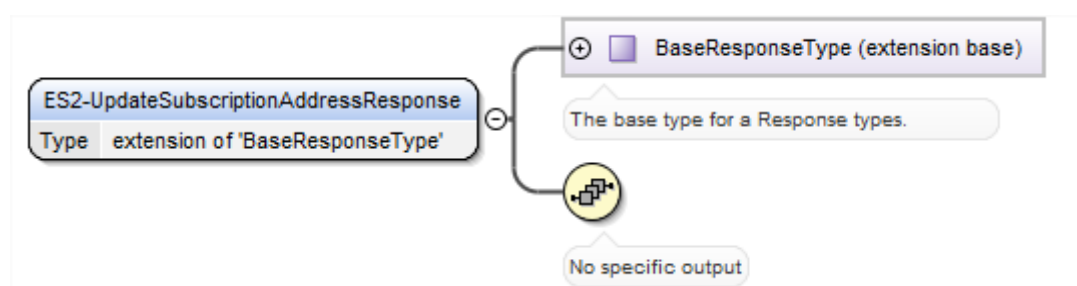 BaseResponseType (extension base)
ES2-UpdateSubscriptionAddressResponse
Type extension of 'BaseResponseType'
The base type for a Response types.
No specific output